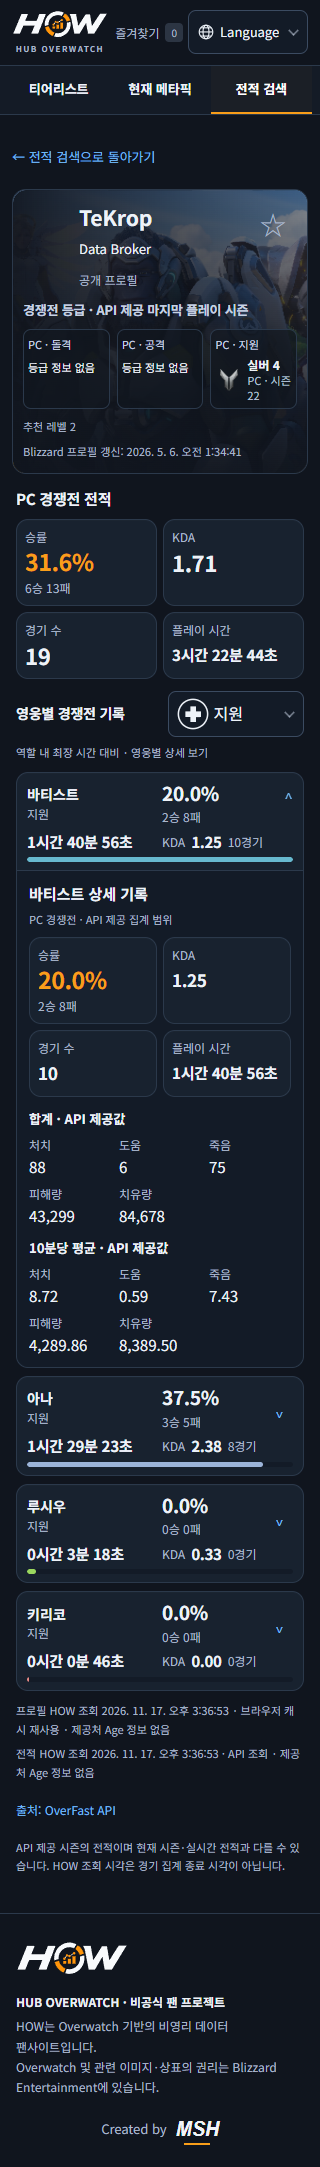 HOW
HUB OVERWATCH
즐겨찾기 0
Language
티어리스트 현재 메타픽 전적 검색
← 전적 검색으로 돌아가기
TeKrop
Data Broker
공개 프로필
경쟁전 등급 · API 제공 마지막 플레이 시즌
PC · 돌격 PC · 공격 PC · 지원
등급 정보 없음 등급 정보 없음 실버 4
PC · 시즌
22
추천 레벨 2
Blizzard 프로필 갱신: 2026. 5. 6. 오전 1:34:41
PC 경쟁전 전적
승률 KDA
31.6% 1.71
6승 13패
경기 수 플레이 시간
19 3시간 22분 44초
영웅별 경쟁전 기록 지원
역할 내 최장 시간 대비 · 영웅별 상세 보기
바티스트 20.0%
지원 2승 8패
1시간 40분 56초 KDA 1.25 10경기
바티스트 상세 기록
PC 경쟁전 · API 제공 집계 범위
승률 KDA
20.0% 1.25
2승 8패
경기 수 플레이 시간
10 1시간 40분 56초
합계 · API 제공값
처치 도움 죽음
88 6 75
피해량 치유량
43,299 84,678
10분당 평균 · API 제공값
처치 도움 죽음
8.72 0.59 7.43
피해량 치유량
4,289.86 8,389.50
아나 37.5%
지원 3승 5패
1시간 29분 23초 KDA 2.38 8경기
루시우 0.0%
지원 0승 0패
0시간 3분 18초 KDA 0.33 0경기
키리코 0.0%
지원 0승 0패
0시간 0분 46초 KDA 0.00 0경기
프로필 HOW 조회 2026. 11. 17. 오후 3:36:53 · 브라우저 캐
시 재사용 · 제공처 Age 정보 없음
전적 HOW 조회 2026. 11. 17. 오후 3:36:53 · API 조회 · 제공
처 Age 정보 없음
출처: OverFast API
API 제공 시즌의 전적이며 현재 시즌·실시간 전적과 다를 수 있
습니다. HOW 조회 시각은 경기 집계 종료 시각이 아닙니다.
HOW
HUB OVERWATCH · 비공식 팬 프로젝트
HOW는 Overwatch 기반의 비영리 데이터
팬사이트입니다.
Overwatch 및 관련 이미지·상표의 권리는 Blizzard
Entertainment에 있습니다.
Created by MSH